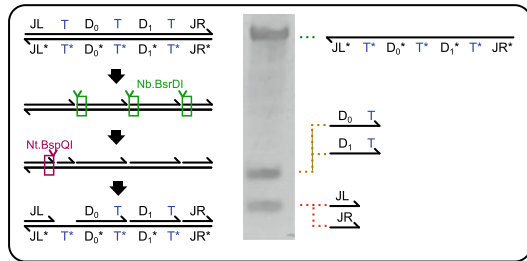 JL T D₀ T D₁ T JR
JL* T* D₀* T* D₁* T* JR*
Nb.BsrDI
Nt.BspQI
JL D₀ T D₁ T JR
JL* T* D₀* T* D₁* T* JR*
JL* T* D₀* T* D₁* T* JR*
D₀ T
D₁ T
JL
JR